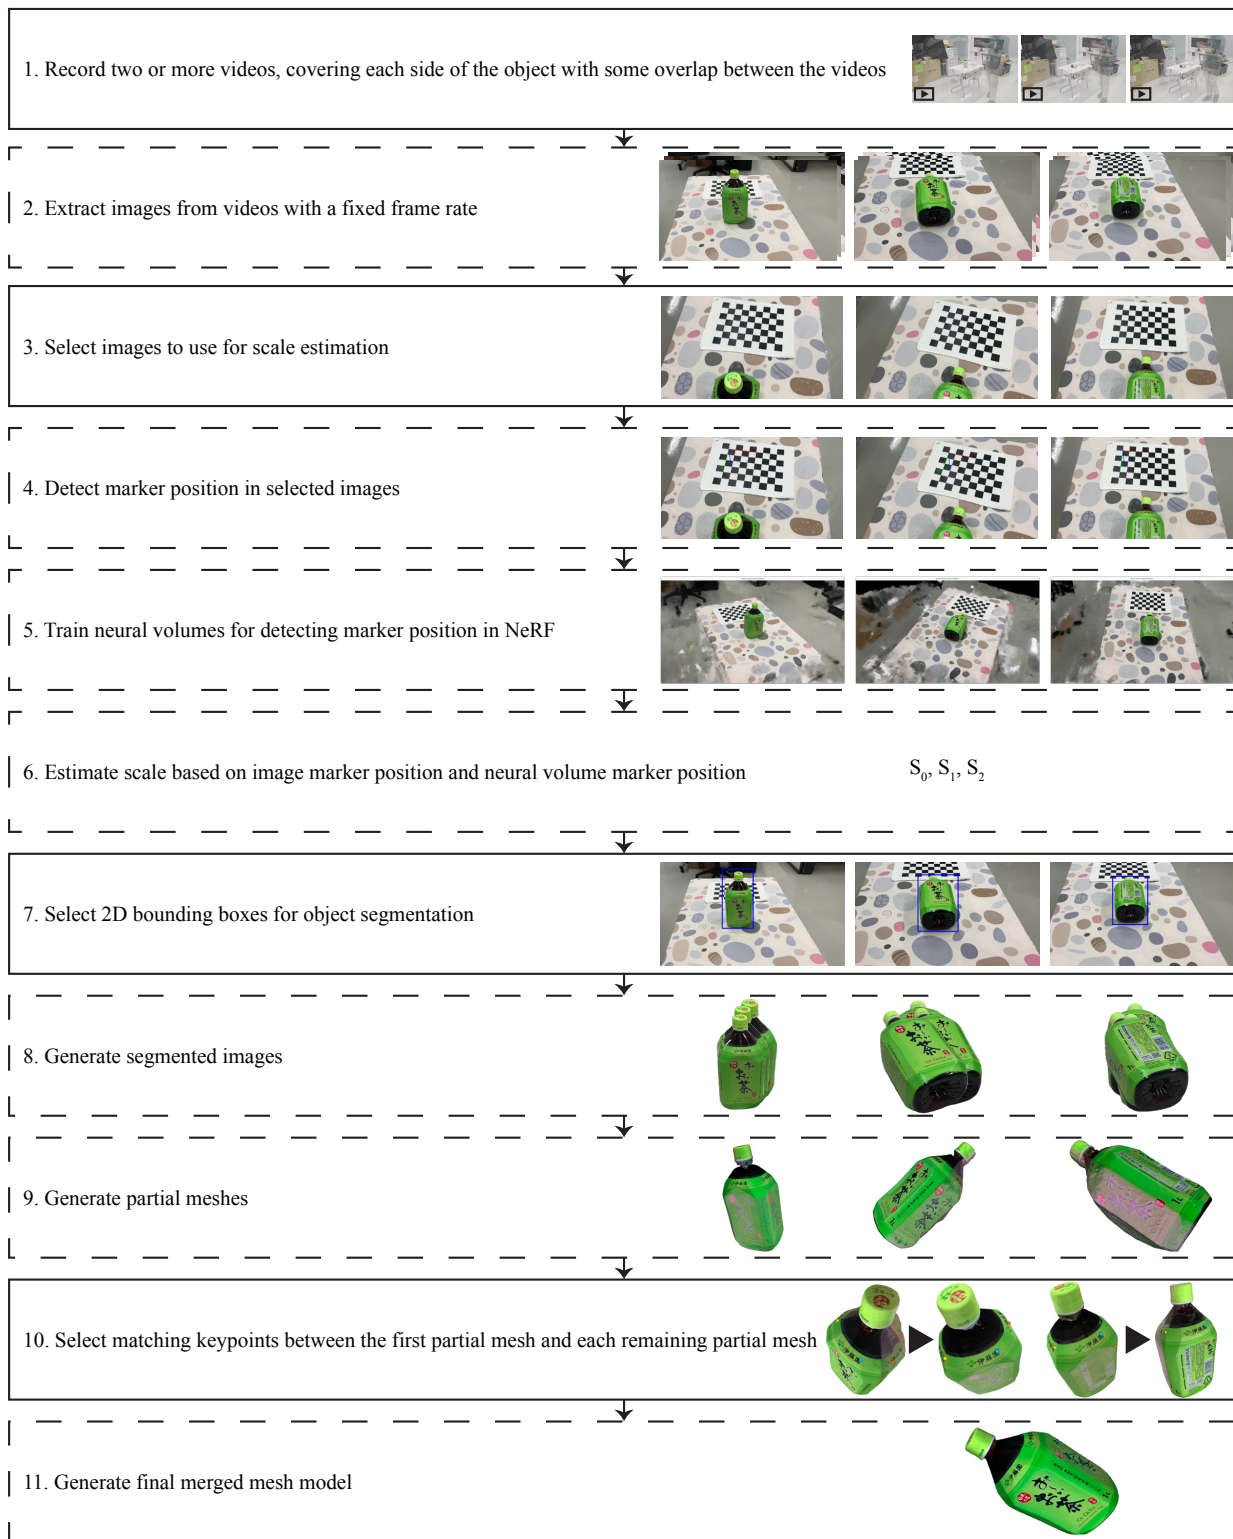 1. Record two or more videos, covering each side of the object with some overlap between the videos
2. Extract images from videos with a fixed frame rate
3. Select images to use for scale estimation
4. Detect marker position in selected images
5. Train neural volumes for detecting marker position in NeRF
6. Estimate scale based on image marker position and neural volume marker position
S₀, S₁, S₂
7. Select 2D bounding boxes for object segmentation
8. Generate segmented images
9. Generate partial meshes
10. Select matching keypoints between the first partial mesh and each remaining partial mesh
11. Generate final merged mesh model